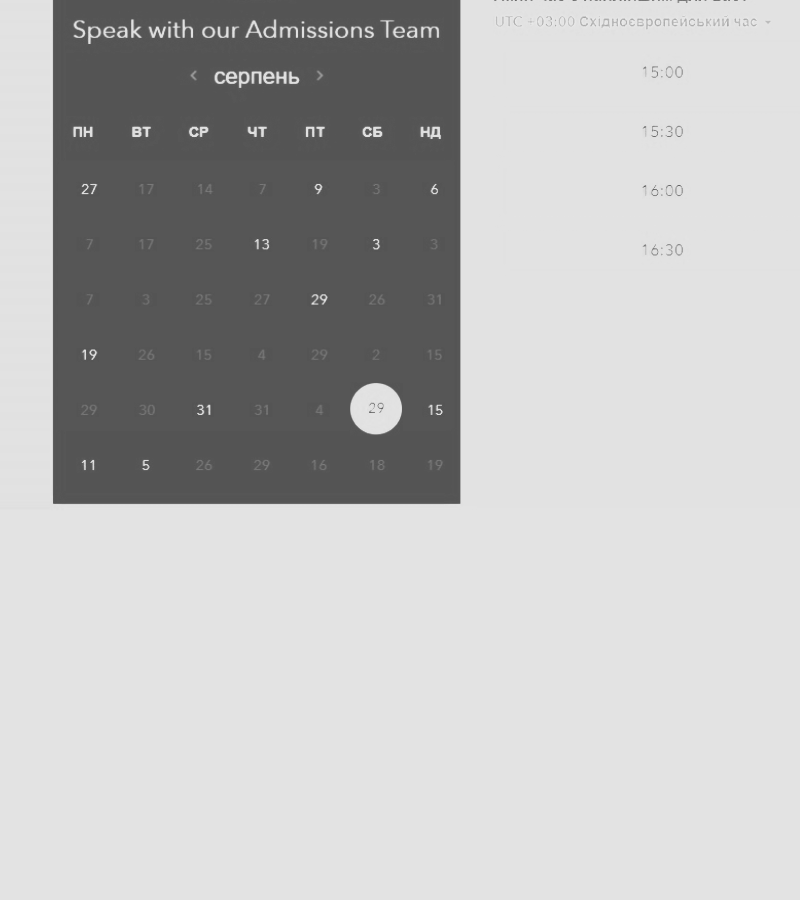 Speak with our Admissions Team
‹ серпень ›
ПН ВТ СР ЧТ ПТ СБ НД
27 17 14 7 9 3 6
7 17 25 13 19 3 3
7 3 25 27 29 26 31
19 26 15 4 29 2 15
29 30 31 31 4 29 15
11 5 26 29 16 18 19
UTC +03:00 Східноєвропейський час
15:00
15:30
16:00
16:30